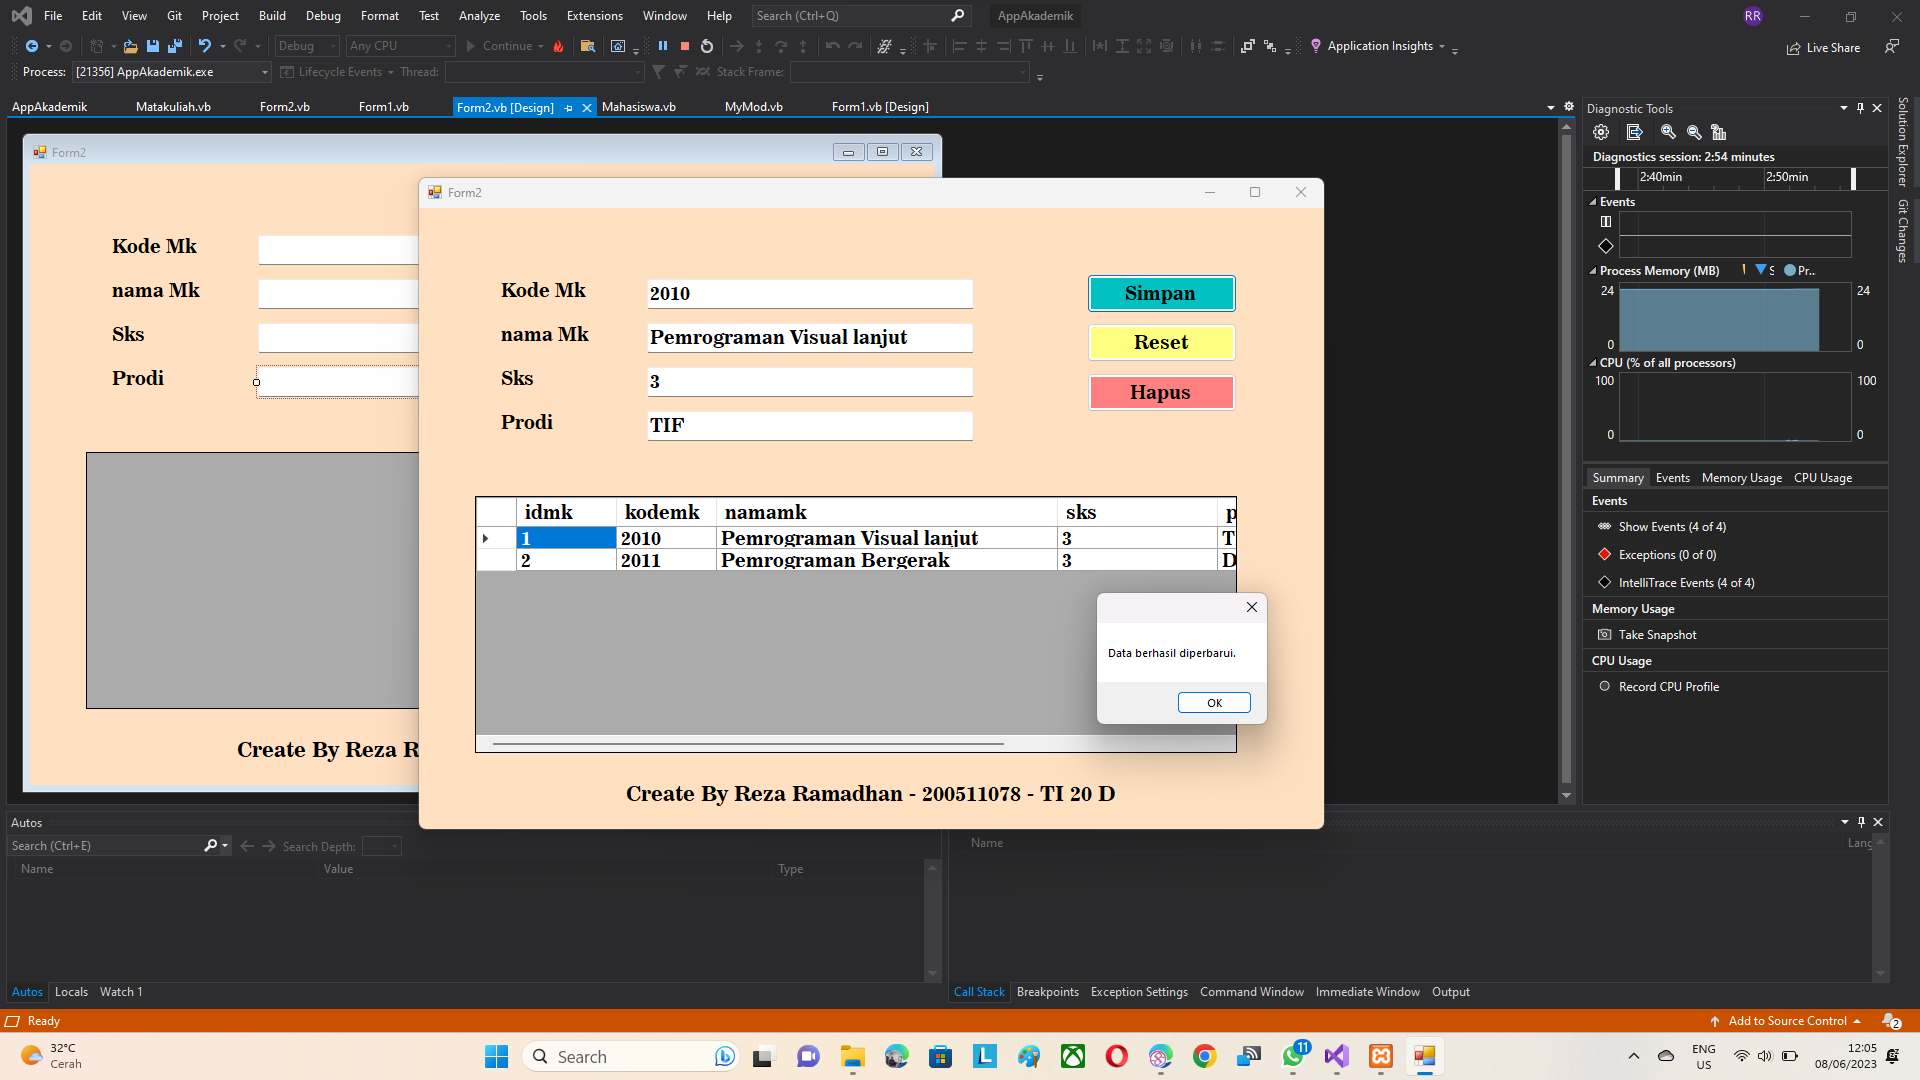 File Edit View Git Project Build Debug Format Test Analyze Tools Extensions Window Help Search (Ctrl+Q) AppAkademik RR
Debug Any CPU Continue Application Insights Live Share
Process: [21356] AppAkademik.exe Lifecycle Events Thread: Stack Frame:
AppAkademik Matakuliah.vb Form2.vb Form1.vb Form2.vb [Design] Mahasiswa.vb MyMod.vb Form1.vb [Design]
Form2
Kode Mk
nama Mk
Sks
Prodi
Create By Reza R
Form2
Kode Mk 2010 Simpan
nama Mk Pemrograman Visual lanjut Reset
Sks 3 Hapus
Prodi TIF
idmk kodemk namamk sks p
1 2010 Pemrograman Visual lanjut 3 T
2 2011 Pemrograman Bergerak 3 D
Data berhasil diperbarui.
OK
Create By Reza Ramadhan - 200511078 - TI 20 D
Diagnostic Tools
Diagnostics session: 2:54 minutes
2:40min 2:50min
Events
Process Memory (MB) S Pr...
24 24
0 0
CPU (% of all processors)
100 100
0 0
Summary Events Memory Usage CPU Usage
Events
Show Events (4 of 4)
Exceptions (0 of 0)
IntelliTrace Events (4 of 4)
Memory Usage
Take Snapshot
CPU Usage
Record CPU Profile
Solution Explorer
Git Changes
Autos
Search (Ctrl+E) Search Depth:
Name Value Type
Name Lang
Autos Locals Watch 1
Call Stack Breakpoints Exception Settings Command Window Immediate Window Output
Ready Add to Source Control 2
32°C
Cerah
Search
11
ENG
US
12:05
08/06/2023